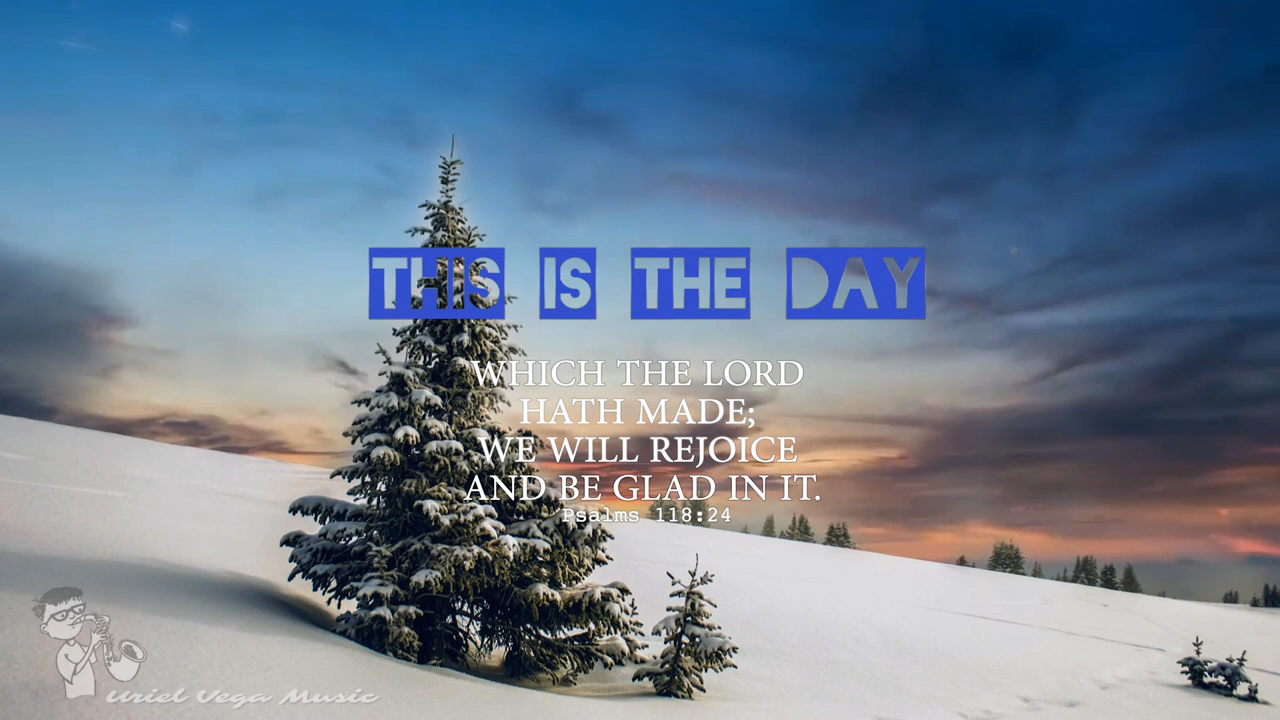 THIS IS THE DAY
WHICH THE LORD
HATH MADE;
WE WILL REJOICE
AND BE GLAD IN IT.
Psalms 118:24
Uriel Vega Music